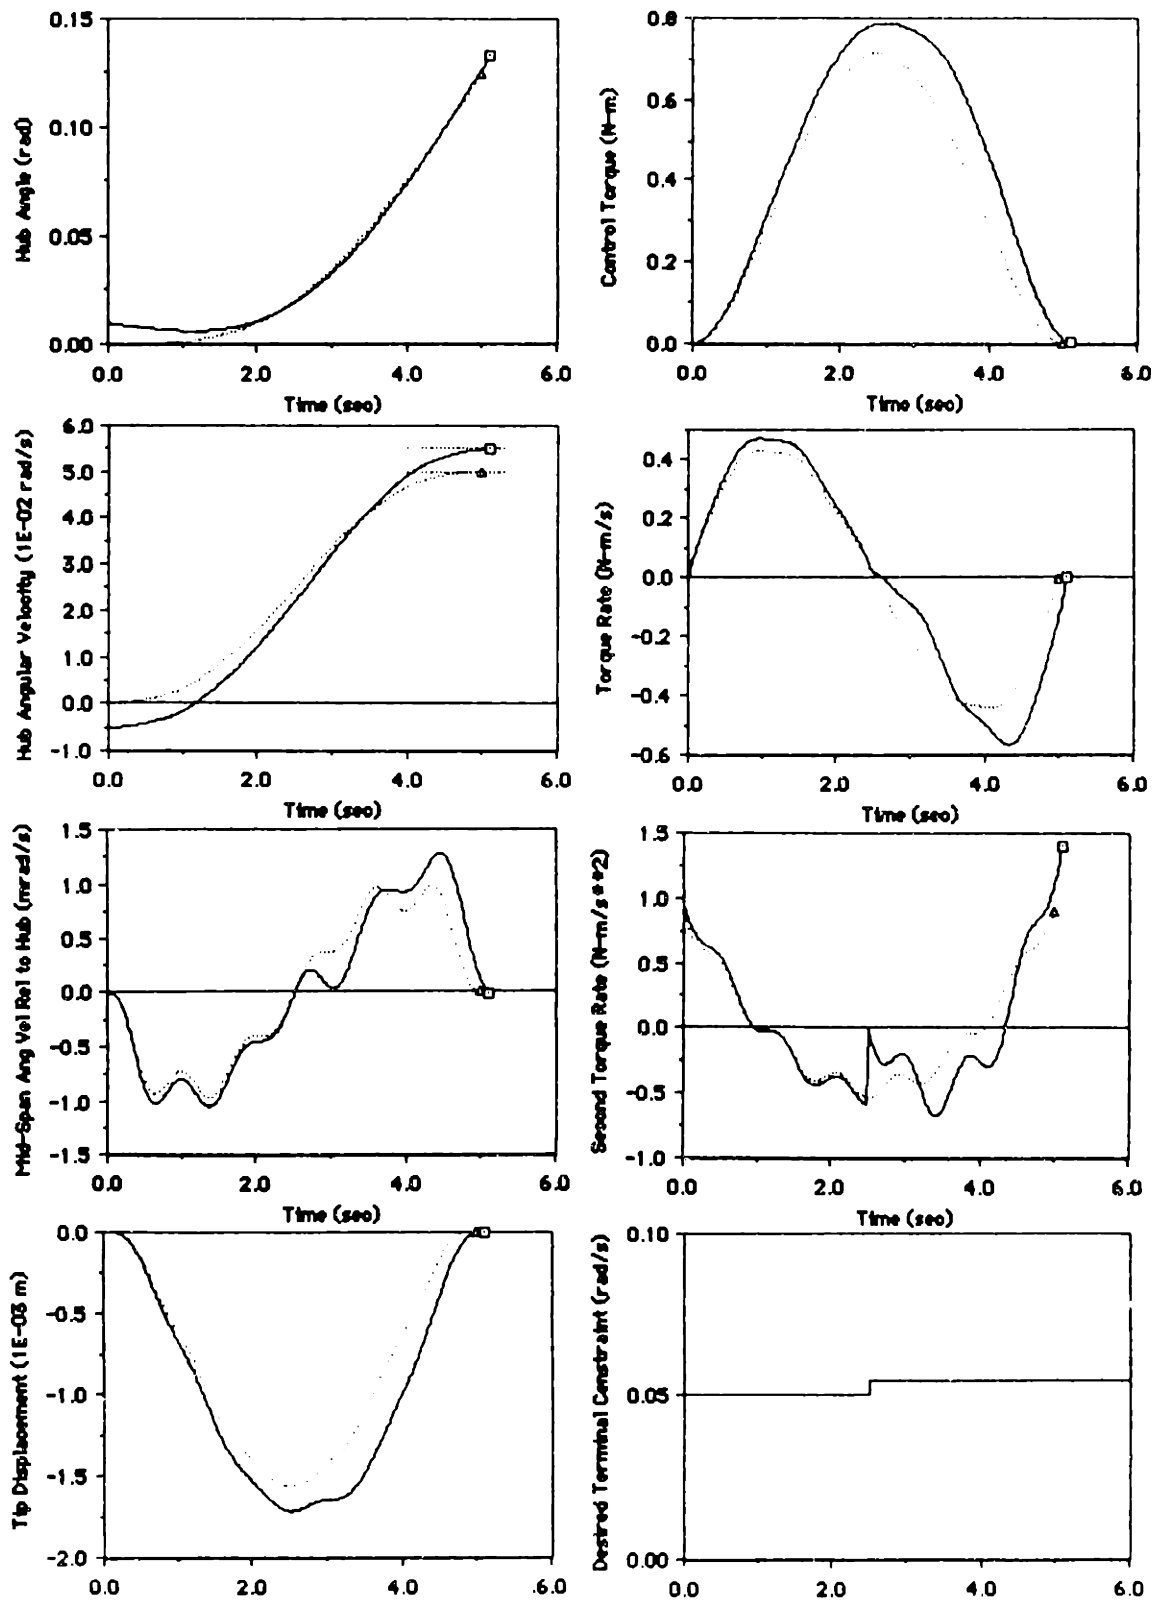 0.15
0.10
0.05
0.00
Hub Angle (rad)
0.0 2.0 4.0 6.0
Time (sec)
0.8
0.6
0.4
0.2
0.0
Control Torque (N-m)
0.0 2.0 4.0 6.0
Time (sec)
6.0
5.0
4.0
3.0
2.0
1.0
0.0
-1.0
Hub Angular Velocity (1E-02 rad/s)
0.0 2.0 4.0 6.0
Time (sec)
0.4
0.2
0.0
-0.2
-0.4
-0.6
Torque Rate (N-m/s)
0.0 2.0 4.0 6.0
Time (sec)
1.5
1.0
0.5
0.0
-0.5
-1.0
-1.5
Mid-Span Ang Vel Rel to Hub (mrad/s)
0.0 2.0 4.0 6.0
Time (sec)
1.5
1.0
0.5
0.0
-0.5
-1.0
Second Torque Rate (N-m/s**2)
0.0 2.0 4.0 6.0
Time (sec)
0.0
-0.5
-1.0
-1.5
-2.0
Tip Displacement (1E-03 m)
0.0 2.0 4.0 6.0
0.10
0.05
0.00
Desired Terminal Constraint (rad/s)
0.0 2.0 4.0 6.0